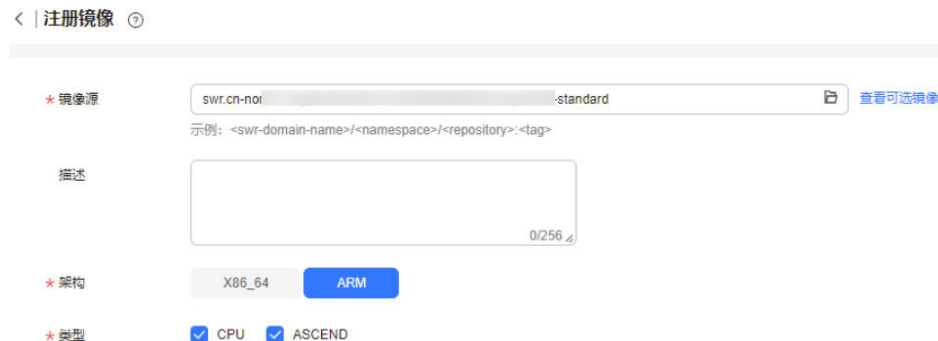 注册镜像
镜像源 swr.cn-nor -standard 查看可选镜像
示例：<swr-domain-name>/<namespace>/<repository>:<tag>
描述
0/256
架构 X86_64 ARM
类型 CPU ASCEND